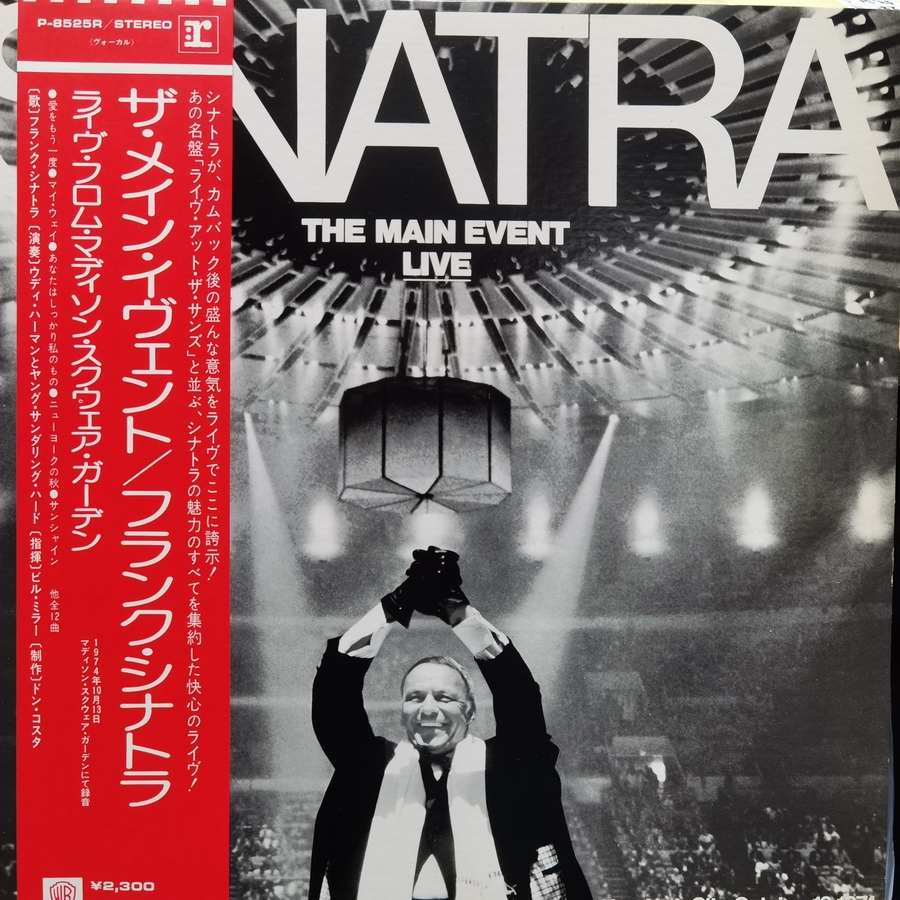 P-8525R/STEREO
r
〈ヴォーカル〉
シナトラが、カムバック後の盛んな意気をライヴでここに誇示!
あの名盤「ライヴ・アット・ザ・サンズ」と並ぶ、シナトラの魅力のすべてを集約した快心のライヴ!
ザ・メイン・イヴェント/フランク・シナトラ
ライヴ・フロム・マディソン・スクウェア・ガーデン
1974年10月13日
マディソン・スクウェア・ガーデンにて録音
●愛をもう一度●マイ・ウェイ●あなたはしっかり私のもの●ニューヨークの秋●サンシャイン 他全12曲
〔歌〕フランク・シナトラ〔演奏〕ウディ・ハーマンとヤング・サンダリング・ハード〔指揮〕ビル・ミラー〔制作〕ドン・コスタ
WB
¥2,300
NATRA
THE MAIN EVENT
LIVE